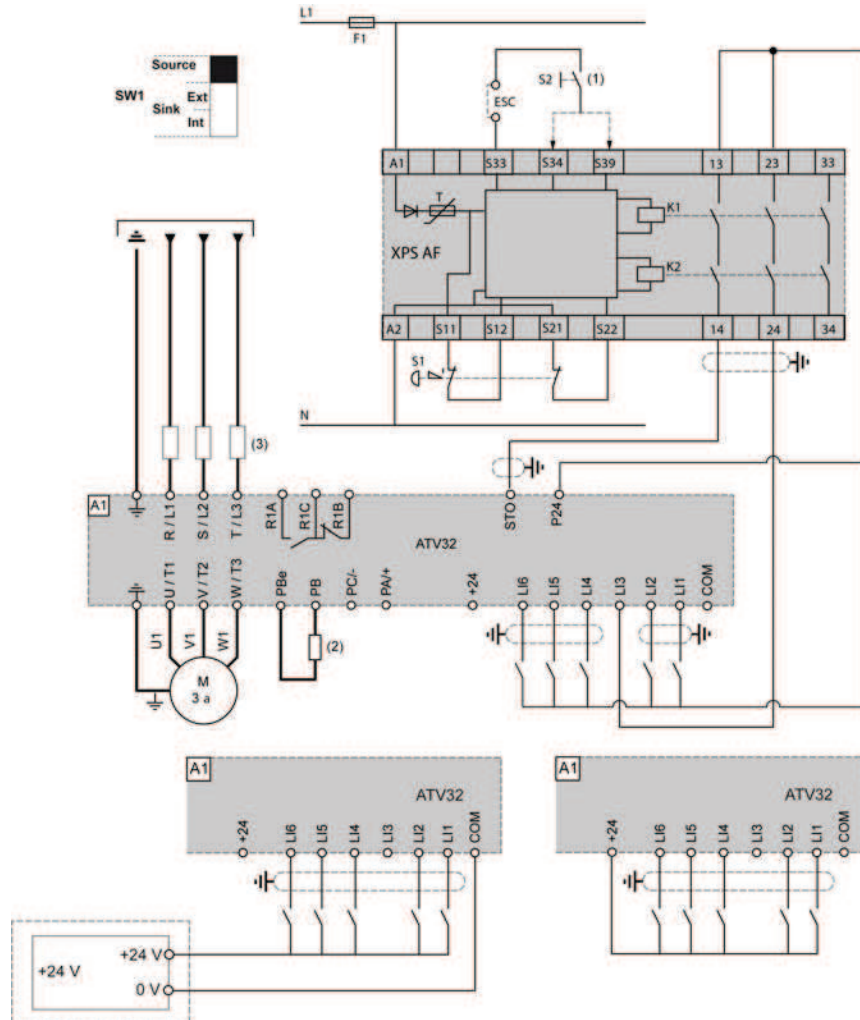 L1
F1
Source
SW1
Sink
Ext
Int
ESC
S2
(1)
A1
S33
S34
S39
13
23
33
T
K1
XPS AF
K2
A2
S11
S12
S21
S22
14
24
34
S1
N
(3)
A1
R / L1
S / L2
T / L3
R1A
R1C
R1B
STO
P24
ATV32
U / T1
V / T2
W / T3
PBe
PB
PC/-
PA/+
+24
LI6
LI5
LI4
LI3
LI2
LI1
COM
U1
V1
W1
(2)
M
3 a
A1
ATV32
+24
LI6
LI5
LI4
LI3
LI2
LI1
COM
+24 V
+24 V
0 V
A1
ATV32
+24
LI6
LI5
LI4
LI3
LI2
LI1
COM